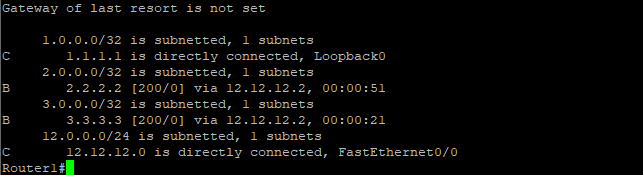 Gateway of last resort is not set
1.0.0.0/32 is subnetted, 1 subnets
C 1.1.1.1 is directly connected, Loopback0
2.0.0.0/32 is subnetted, 1 subnets
B 2.2.2.2 [200/0] via 12.12.12.2, 00:00:51
3.0.0.0/32 is subnetted, 1 subnets
B 3.3.3.3 [200/0] via 12.12.12.2, 00:00:21
12.0.0.0/24 is subnetted, 1 subnets
C 12.12.12.0 is directly connected, FastEthernet0/0
Router1#